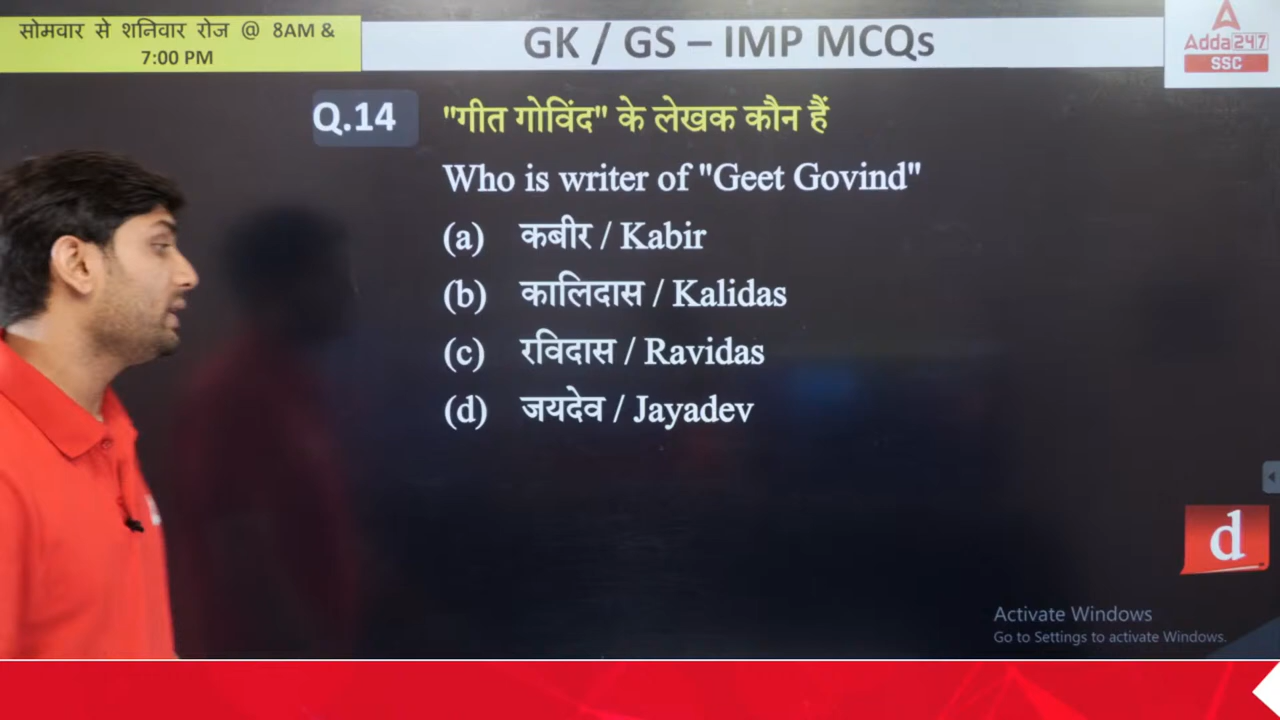 सोमवार से शनिवार रोज @ 8AM &
7:00 PM
GK / GS – IMP MCQs
Adda247
SSC
Q.14
"गीत गोविंद" के लेखक कौन हैं
Who is writer of "Geet Govind"
(a) कबीर / Kabir
(b) कालिदास / Kalidas
(c) रविदास / Ravidas
(d) जयदेव / Jayadev
d
Activate Windows
Go to Settings to activate Windows.